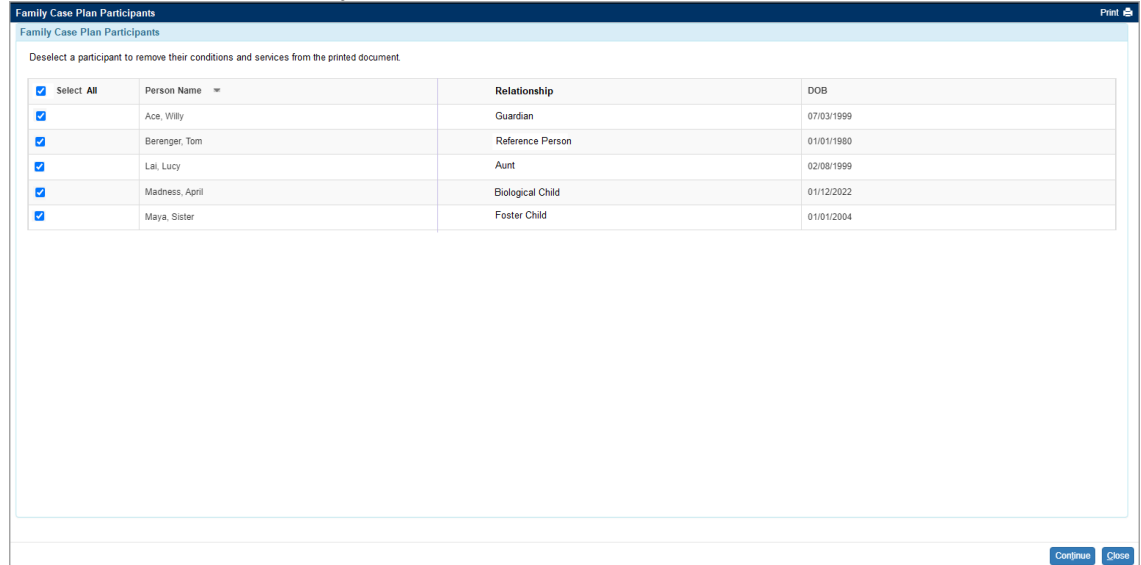 Family Case Plan Participants Print
Family Case Plan Participants
Deselect a participant to remove their conditions and services from the printed document.
Select All Person Name Relationship DOB
Ace, Willy Guardian 07/03/1999
Berenger, Tom Reference Person 01/01/1980
Lai, Lucy Aunt 02/08/1999
Madness, April Biological Child 01/12/2022
Maya, Sister Foster Child 01/01/2004
Continue Close